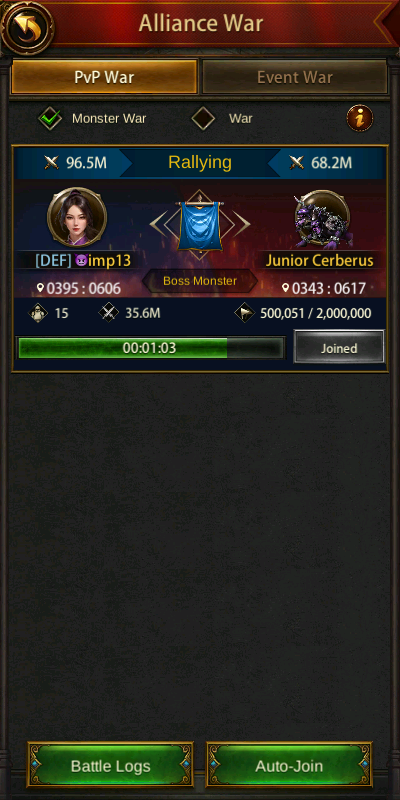 Alliance War
PvP War
Event War
Monster War
War
96.5M
Rallying
68.2M
[DEF] 😈imp13
Junior Cerberus
Boss Monster
0395 : 0606
0343 : 0617
15
35.6M
500,051 / 2,000,000
00:01:03
Joined
Battle Logs
Auto-Join